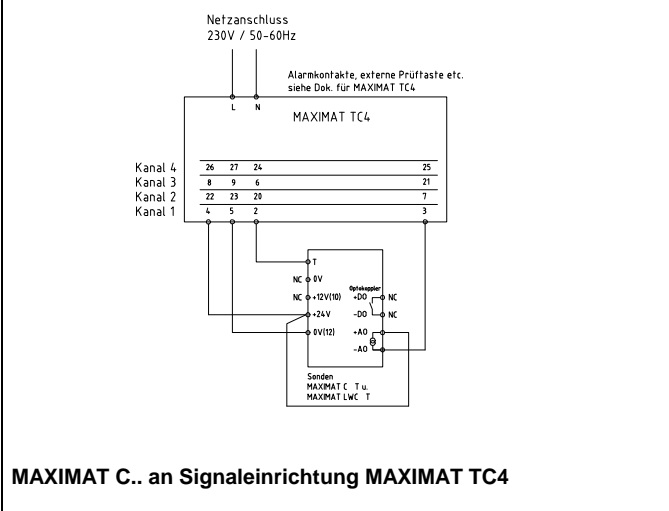 Netzanschluss
230V / 50-60Hz
Alarmkontakte, externe Prüftaste etc.
siehe Dok. für MAXIMAT TC4
L N
MAXIMAT TC4
Kanal 4 26 27 24 25
Kanal 3 8 9 6 21
Kanal 2 22 23 20 7
Kanal 1 4 5 2 3
T
NC 0V
Optokoppler
NC +12V(10) +DO NC
+24V -DO NC
0V(12) +AO
-AO
Sonden
MAXIMAT C T u.
MAXIMAT LWC T
MAXIMAT C.. an Signaleinrichtung MAXIMAT TC4